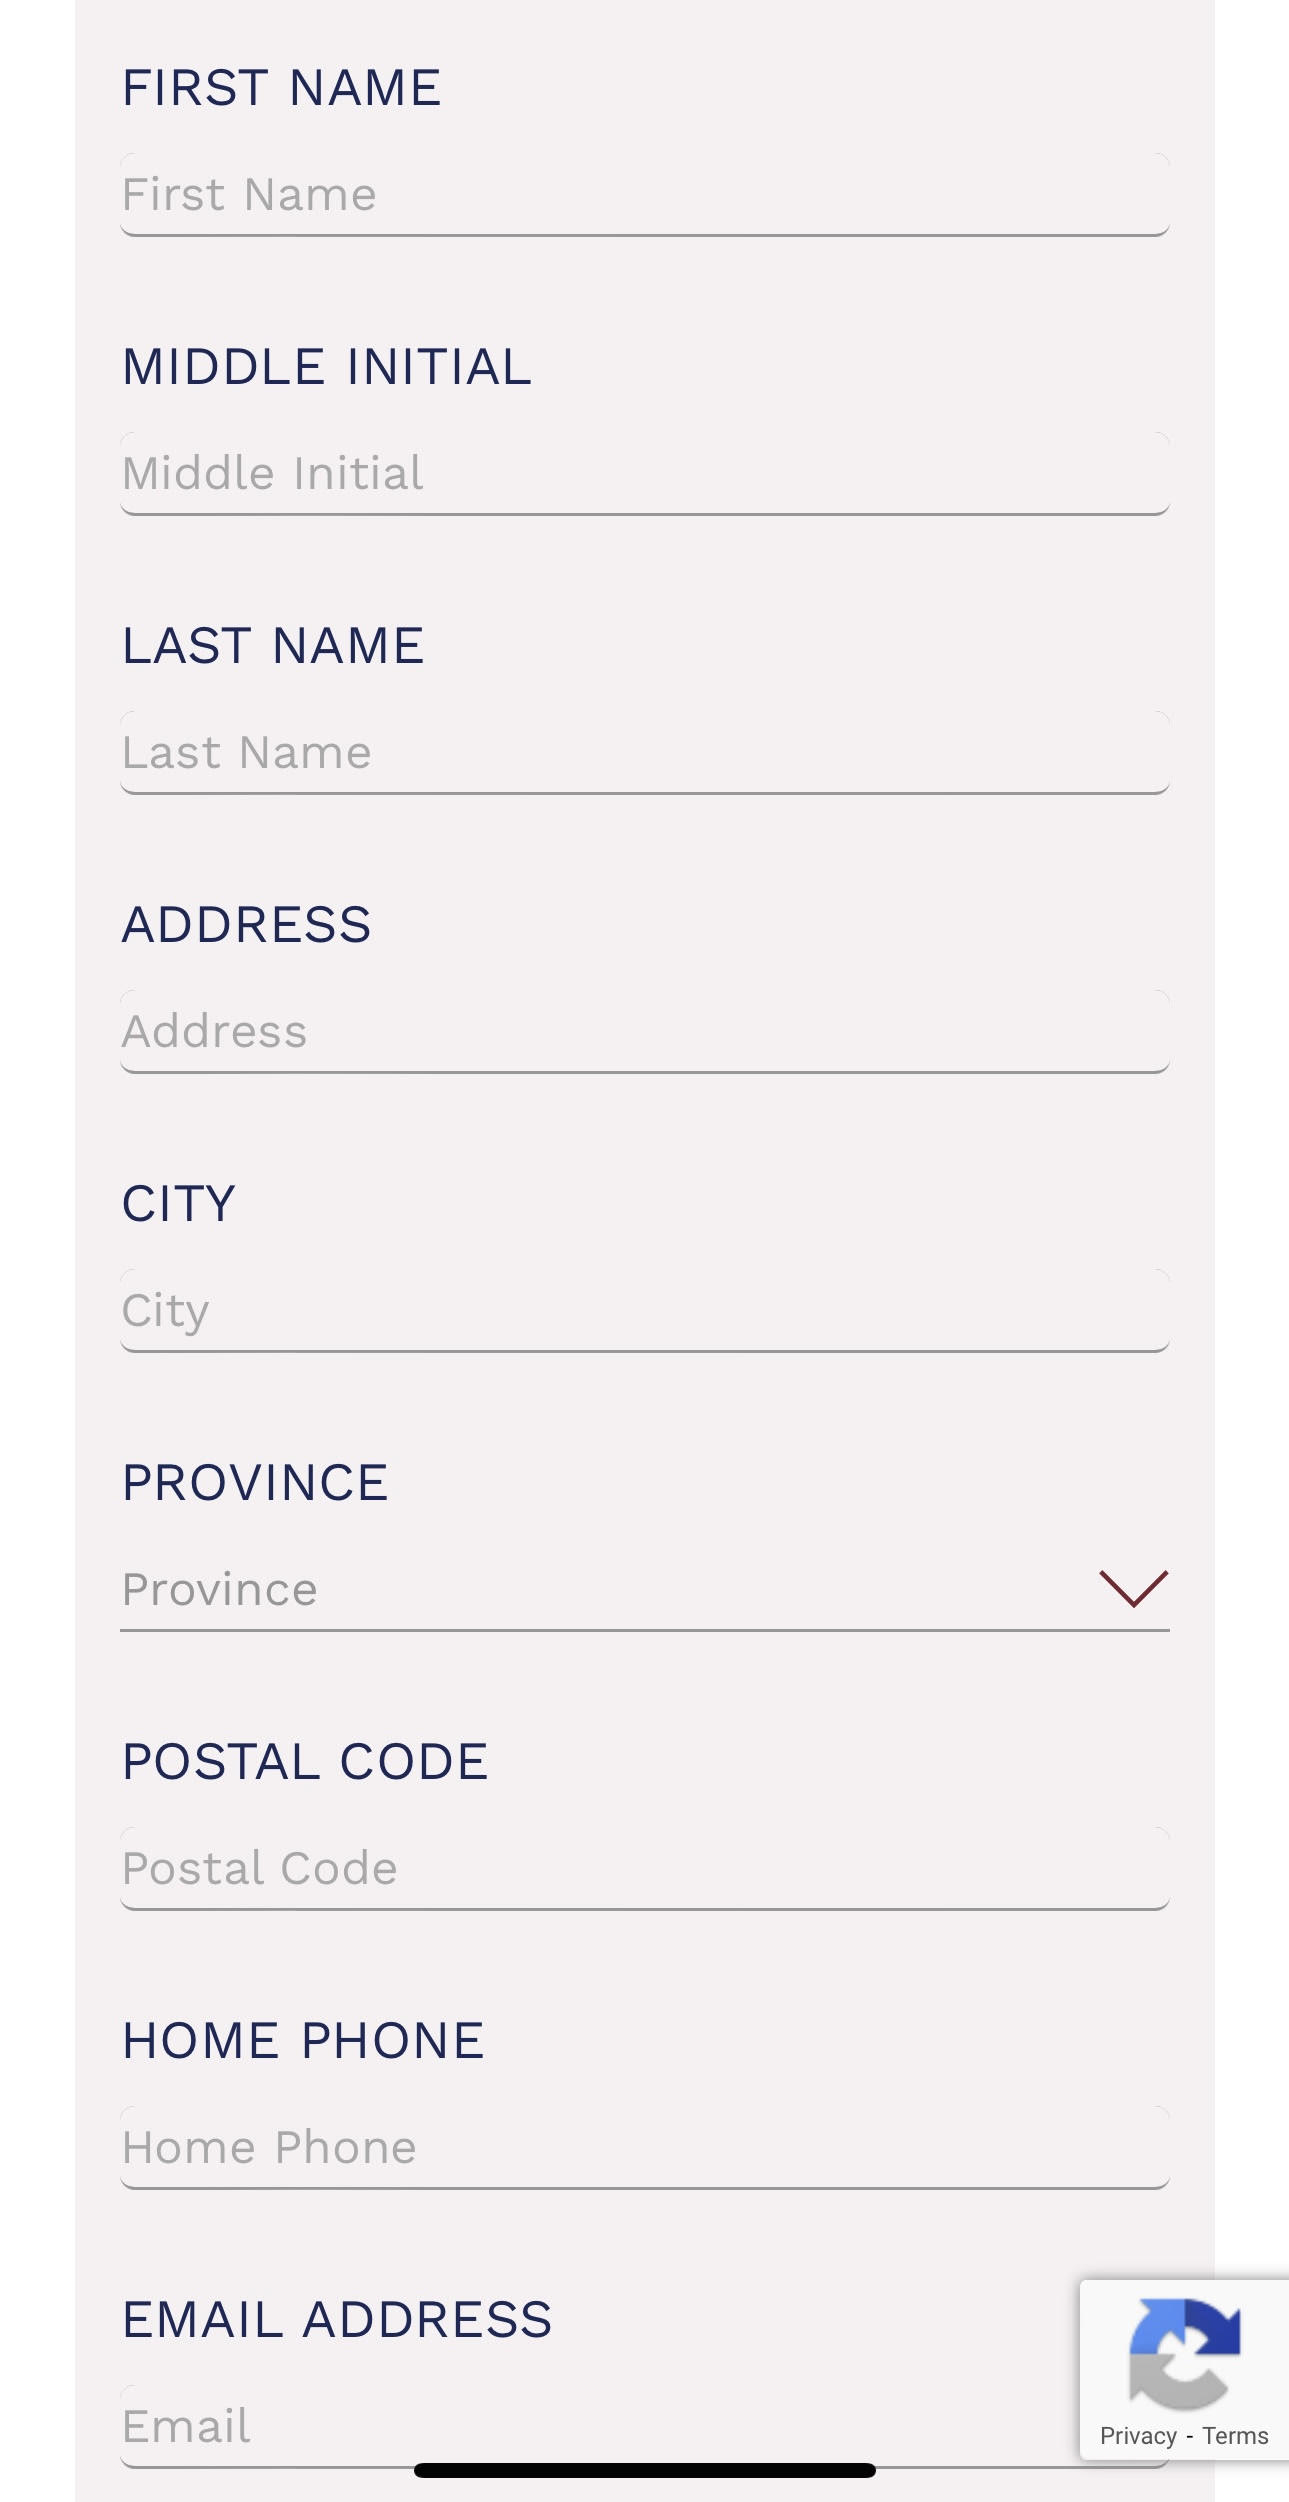 FIRST NAME
First Name
MIDDLE INITIAL
Middle Initial
LAST NAME
Last Name
ADDRESS
Address
CITY
City
PROVINCE
Province
POSTAL CODE
Postal Code
HOME PHONE
Home Phone
EMAIL ADDRESS
Email
Privacy - Terms